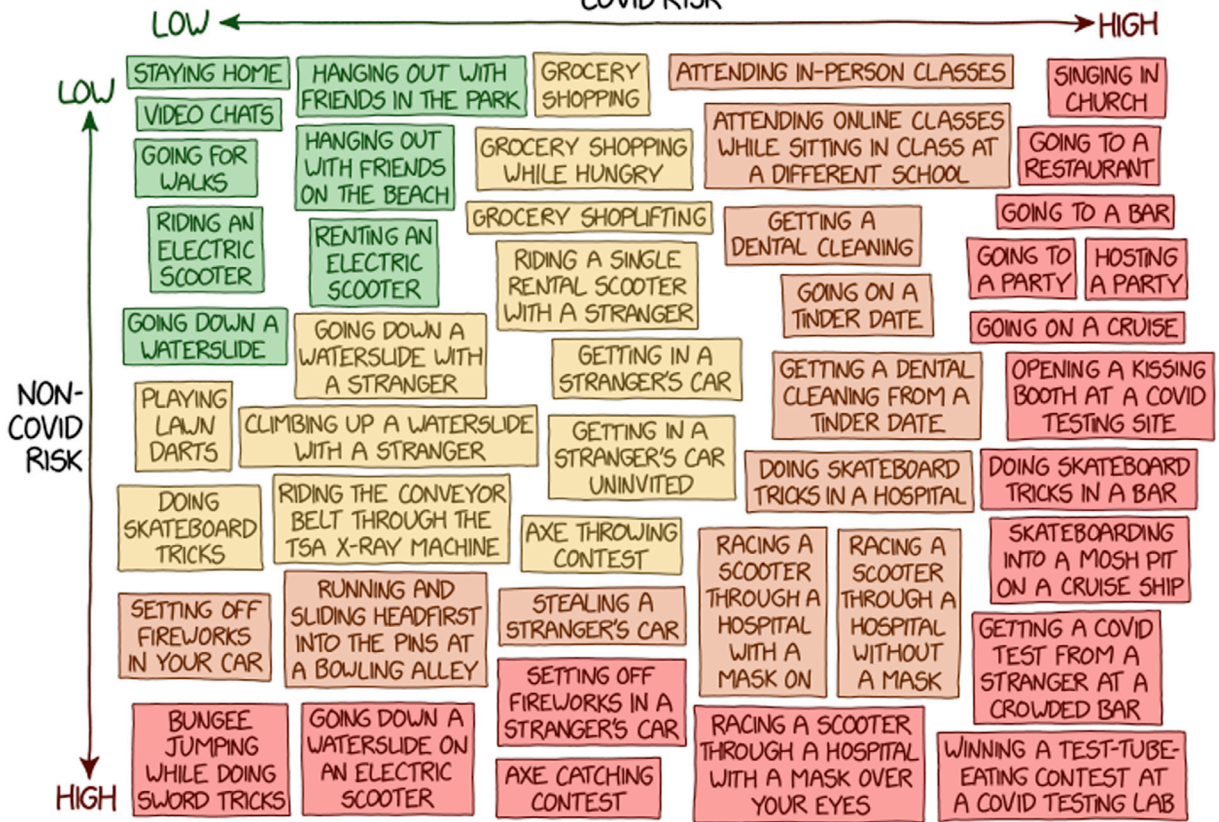 COVID RISK
LOW
HIGH
LOW
NON-
COVID
RISK
HIGH
STAYING HOME
HANGING OUT WITH
FRIENDS IN THE PARK
GROCERY
SHOPPING
ATTENDING IN-PERSON CLASSES
SINGING IN
CHURCH
VIDEO CHATS
HANGING OUT
WITH FRIENDS
ON THE BEACH
GROCERY SHOPPING
WHILE HUNGRY
ATTENDING ONLINE CLASSES
WHILE SITTING IN CLASS AT
A DIFFERENT SCHOOL
GOING TO A
RESTAURANT
GOING FOR
WALKS
GROCERY SHOPLIFTING
GETTING A
DENTAL CLEANING
GOING TO A BAR
RIDING AN
ELECTRIC
SCOOTER
RENTING AN
ELECTRIC
SCOOTER
RIDING A SINGLE
RENTAL SCOOTER
WITH A STRANGER
GOING ON A
TINDER DATE
GOING TO
A PARTY
HOSTING
A PARTY
GOING DOWN A
WATERSLIDE
GOING DOWN A
WATERSLIDE WITH
A STRANGER
GETTING IN A
STRANGER'S CAR
GETTING A DENTAL
CLEANING FROM A
TINDER DATE
GOING ON A CRUISE
OPENING A KISSING
BOOTH AT A COVID
TESTING SITE
PLAYING
LAWN
DARTS
CLIMBING UP A WATERSLIDE
WITH A STRANGER
GETTING IN A
STRANGER'S CAR
UNINVITED
DOING SKATEBOARD
TRICKS IN A HOSPITAL
DOING SKATEBOARD
TRICKS IN A BAR
DOING
SKATEBOARD
TRICKS
RIDING THE CONVEYOR
BELT THROUGH THE
TSA X-RAY MACHINE
AXE THROWING
CONTEST
RACING A
SCOOTER
THROUGH A
HOSPITAL
WITH A
MASK ON
RACING A
SCOOTER
THROUGH A
HOSPITAL
WITHOUT
A MASK
SKATEBOARDING
INTO A MOSH PIT
ON A CRUISE SHIP
SETTING OFF
FIREWORKS
IN YOUR CAR
RUNNING AND
SLIDING HEADFIRST
INTO THE PINS AT
A BOWLING ALLEY
STEALING A
STRANGER'S CAR
GETTING A COVID
TEST FROM A
STRANGER AT A
CROWDED BAR
SETTING OFF
FIREWORKS IN A
STRANGER'S CAR
BUNGEE
JUMPING
WHILE DOING
SWORD TRICKS
GOING DOWN A
WATERSLIDE ON
AN ELECTRIC
SCOOTER
AXE CATCHING
CONTEST
RACING A SCOOTER
THROUGH A HOSPITAL
WITH A MASK OVER
YOUR EYES
WINNING A TEST-TUBE-
EATING CONTEST AT
A COVID TESTING LAB